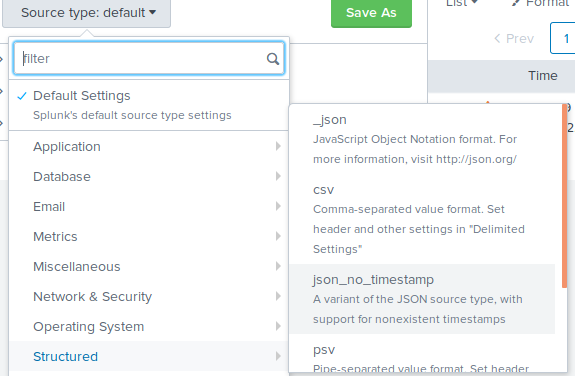 Source type: default
Save As
List
Format
Prev
1
Time
filter
Default Settings
Splunk's default source type settings
Application
Database
Email
Metrics
Miscellaneous
Network & Security
Operating System
Structured
_json
JavaScript Object Notation format. For
more information, visit http://json.org/
csv
Comma-separated value format. Set
header and other settings in "Delimited
Settings"
json_no_timestamp
A variant of the JSON source type, with
support for nonexistent timestamps
psv
Pipe-separated value format. Set header